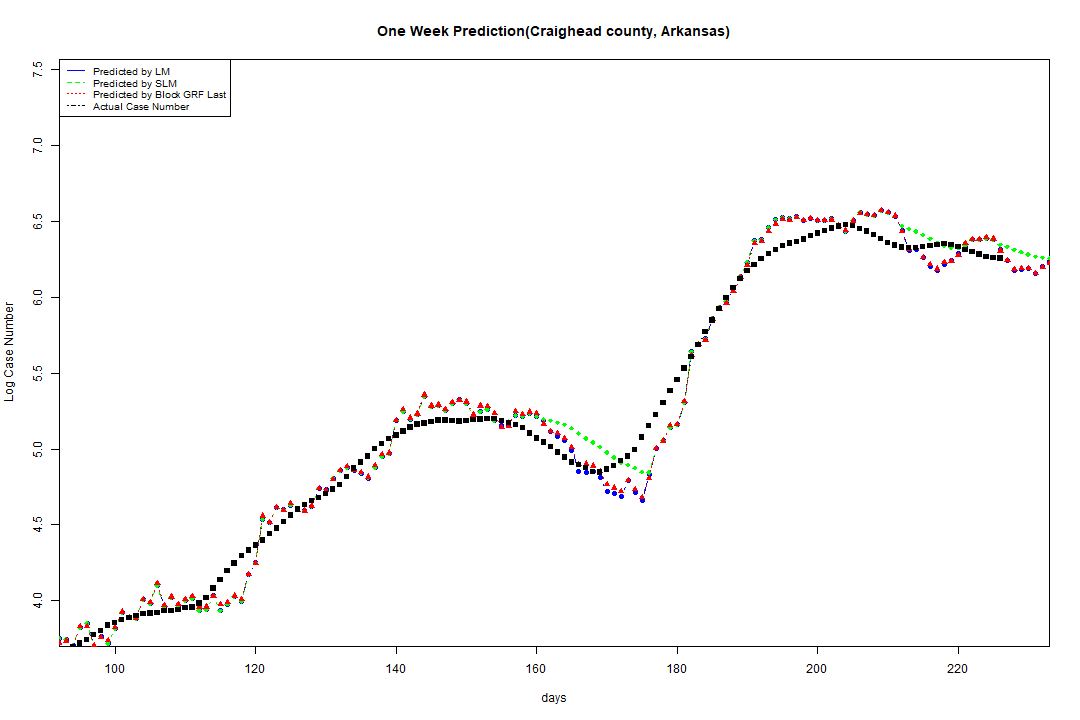 One Week Prediction(Craighead county, Arkansas)
Predicted by LM
Predicted by SLM
Predicted by Block GRF Last
Actual Case Number
7.5
7.0
6.5
6.0
5.5
5.0
4.5
4.0
Log Case Number
100 120 140 160 180 200 220
days